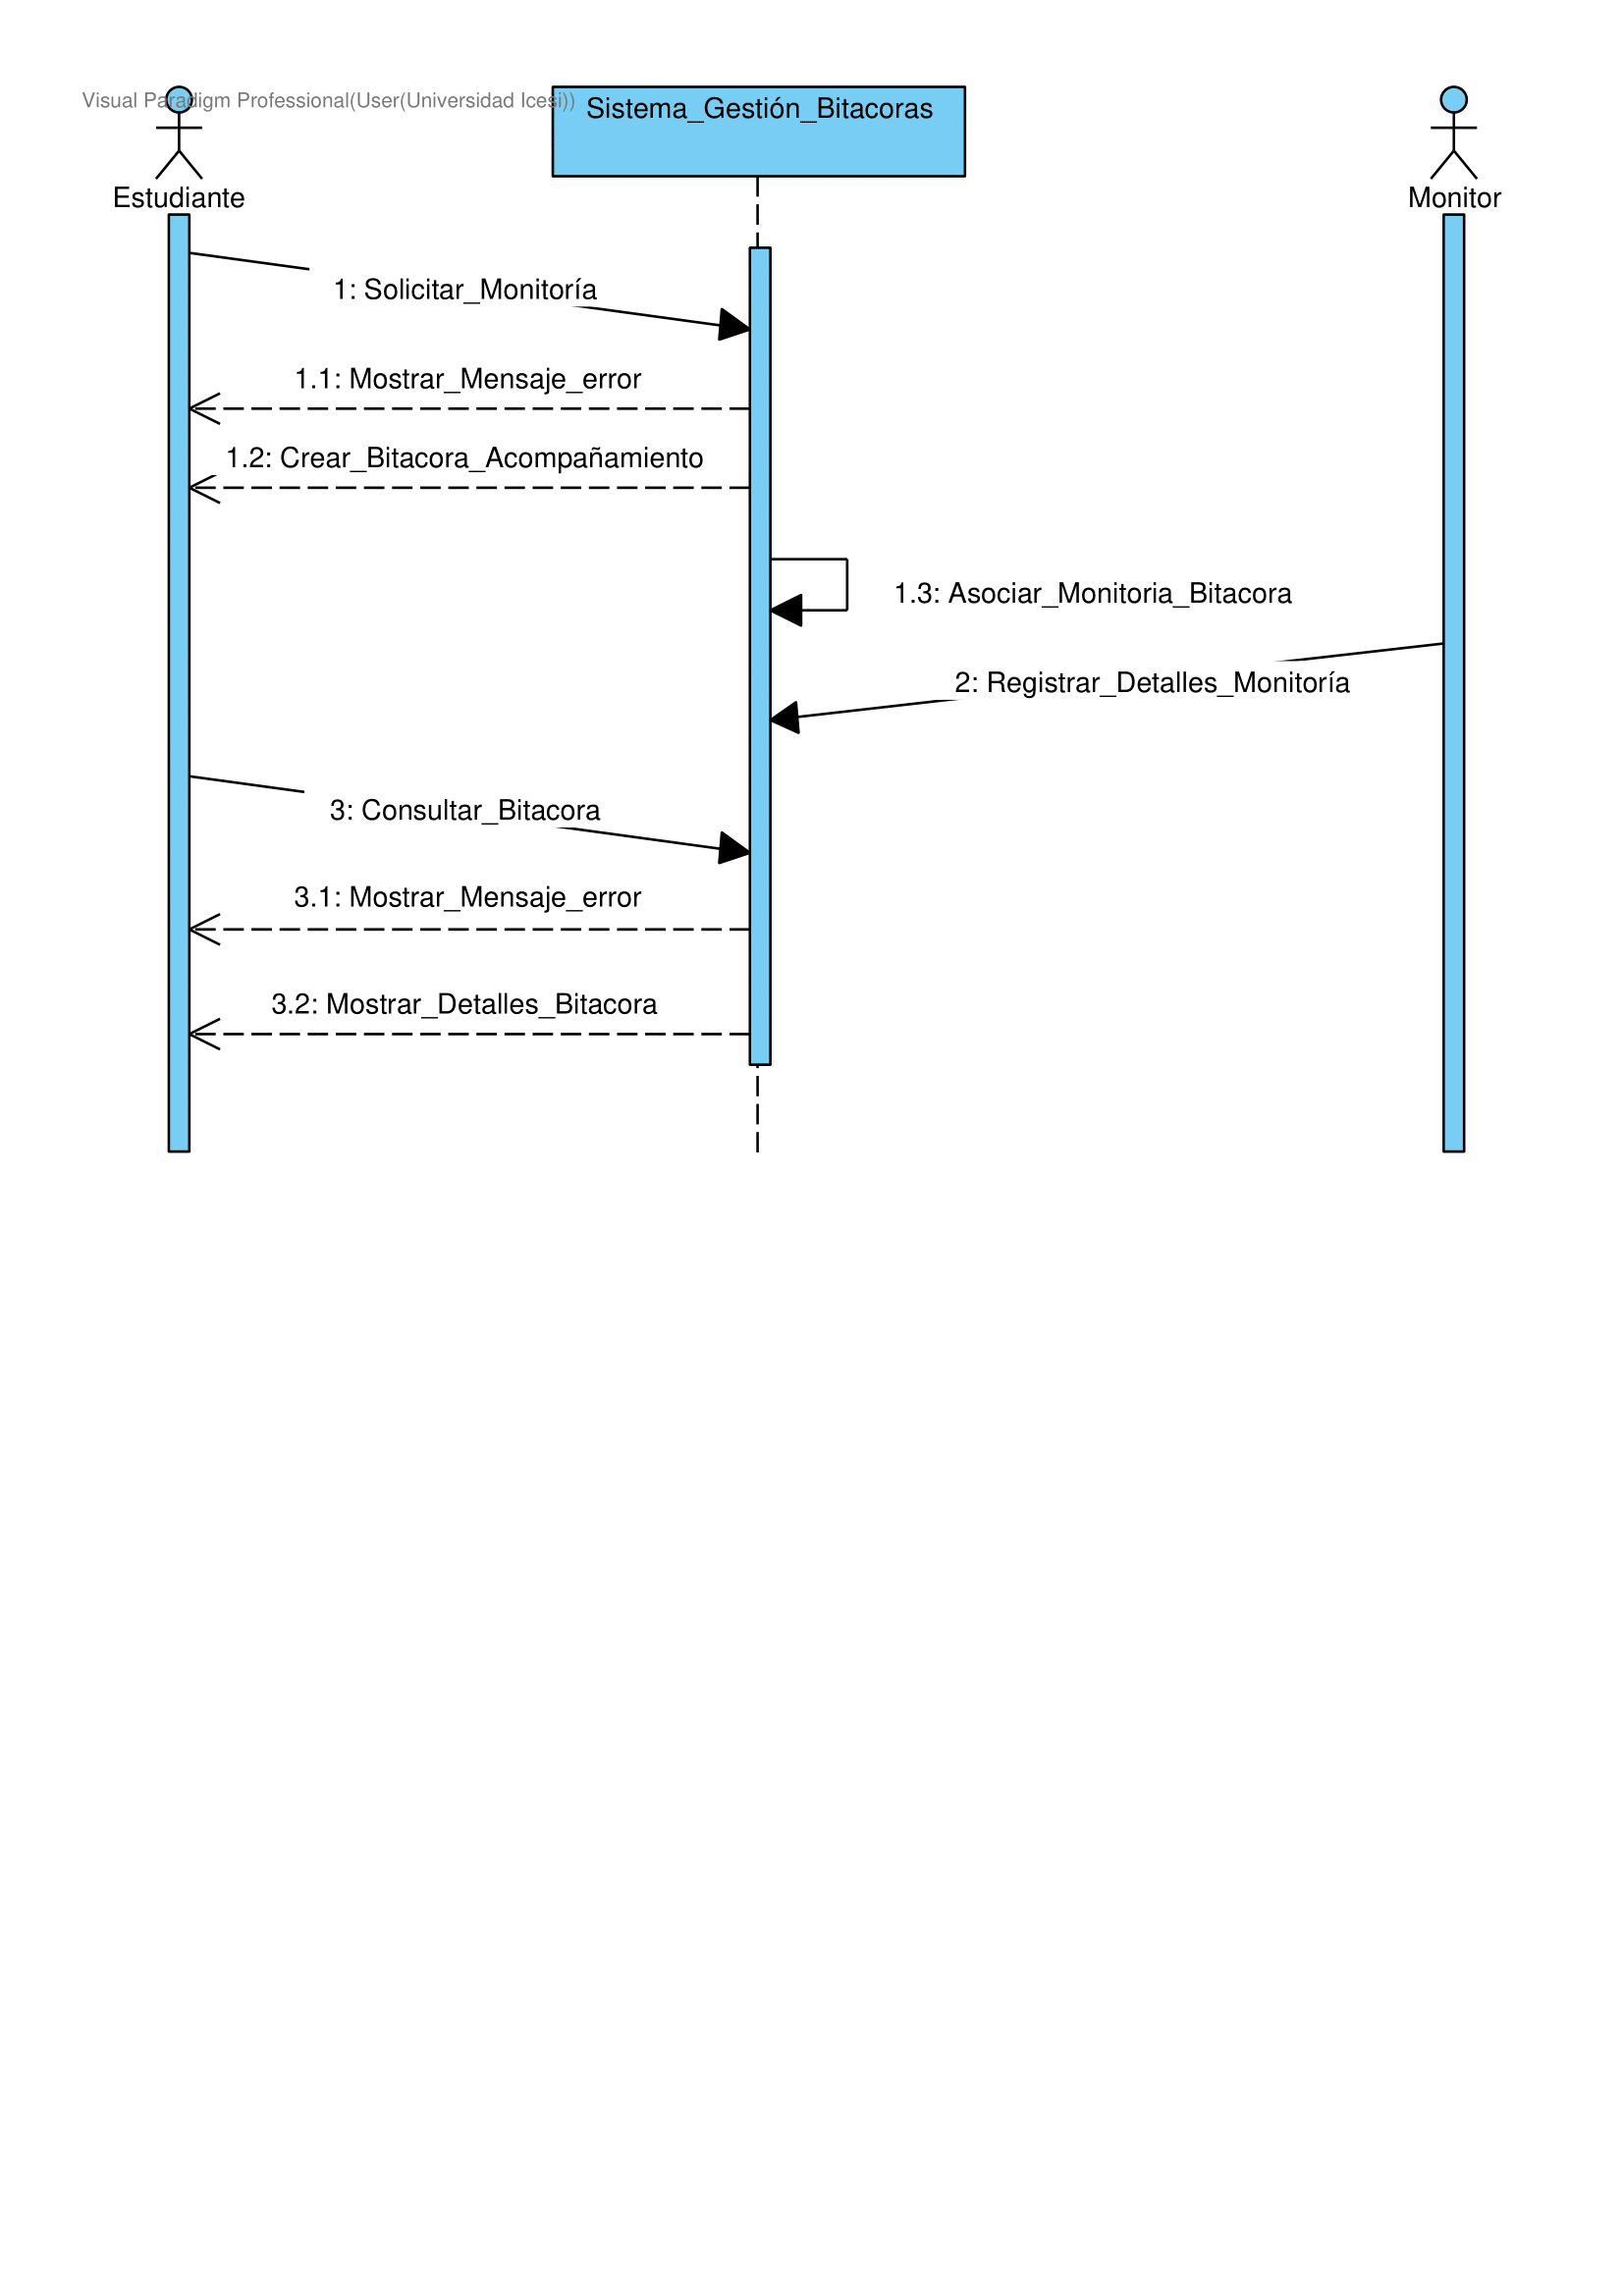 Visual Paradigm Professional(User(Universidad Icesi))
Sistema_Gestión_Bitacoras
Estudiante
Monitor
1: Solicitar_Monitoría
1.1: Mostrar_Mensaje_error
1.2: Crear_Bitacora_Acompañamiento
1.3: Asociar_Monitoria_Bitacora
2: Registrar_Detalles_Monitoría
3: Consultar_Bitacora
3.1: Mostrar_Mensaje_error
3.2: Mostrar_Detalles_Bitacora